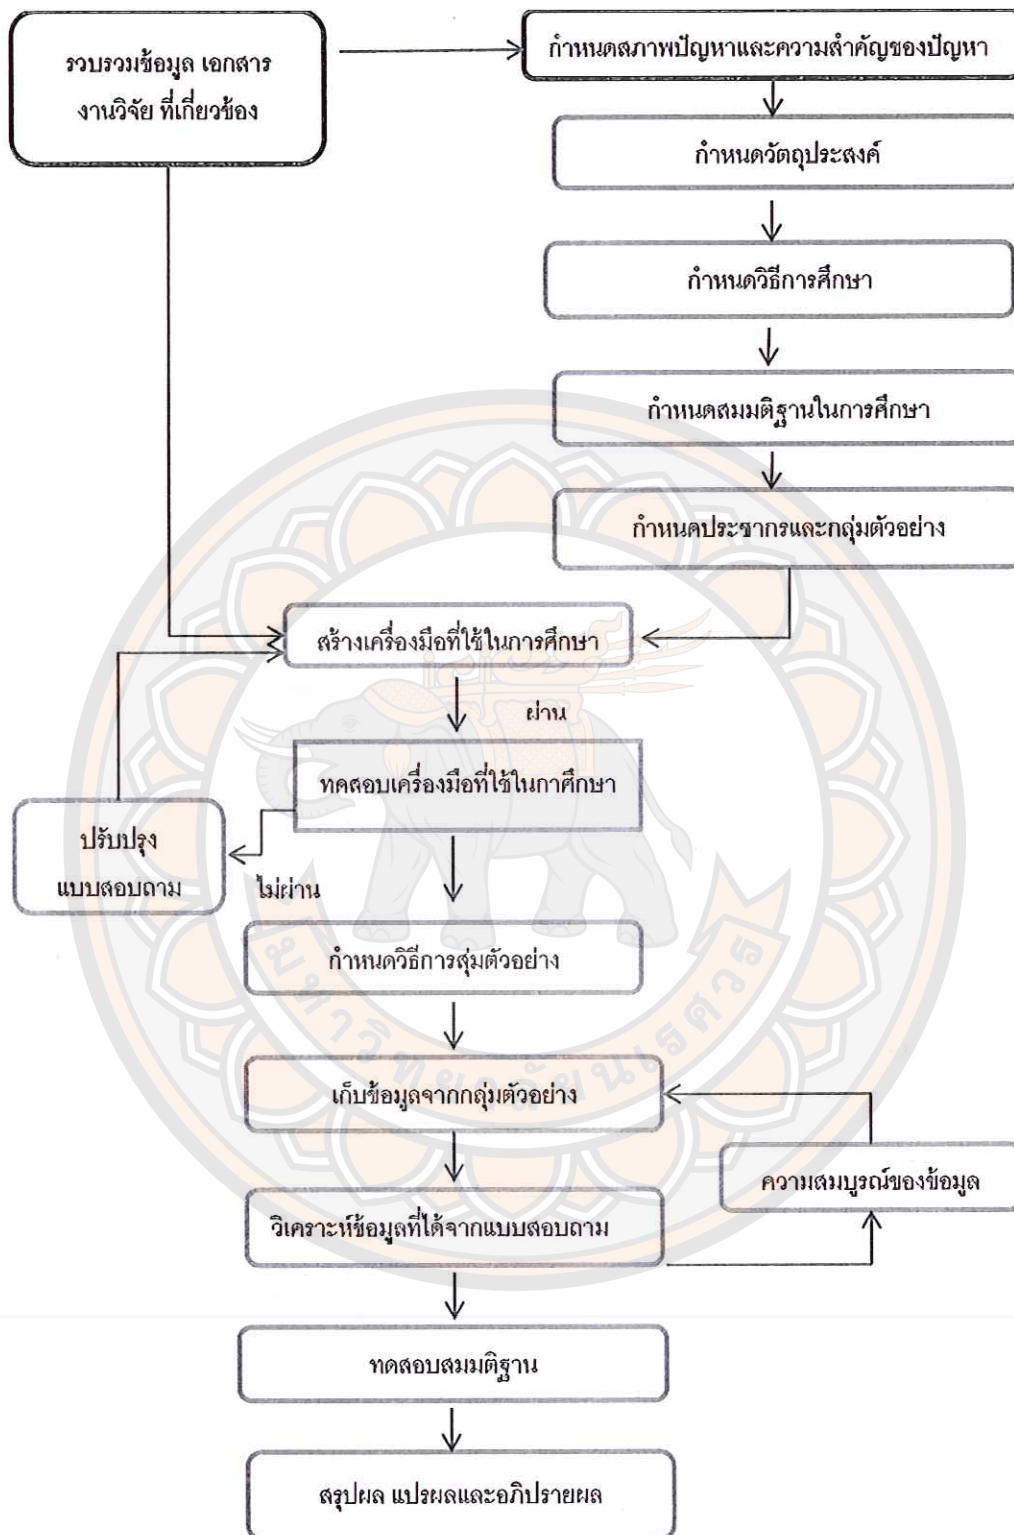 รวบรวมข้อมูล เอกสาร
งานวิจัย ที่เกี่ยวข้อง
กำหนดสภาพปัญหาและความสำคัญของปัญหา
กำหนดวัตถุประสงค์
กำหนดวิธีการศึกษา
กำหนดสมมติฐานในการศึกษา
กำหนดประชากรและกลุ่มตัวอย่าง
สร้างเครื่องมือที่ใช้ในการศึกษา
ผ่าน
ทดสอบเครื่องมือที่ใช้ในกาศึกษา
ปรับปรุง
แบบสอบถาม
ไม่ผ่าน
กำหนดวิธีการสุ่มตัวอย่าง
มหาวิทยาลัยนเรศวร
เก็บข้อมูลจากกลุ่มตัวอย่าง
ความสมบูรณ์ของข้อมูล
วิเคราะห์ข้อมูลที่ได้จากแบบสอบถาม
ทดสอบสมมติฐาน
สรุปผล แปรผลและอภิปรายผล